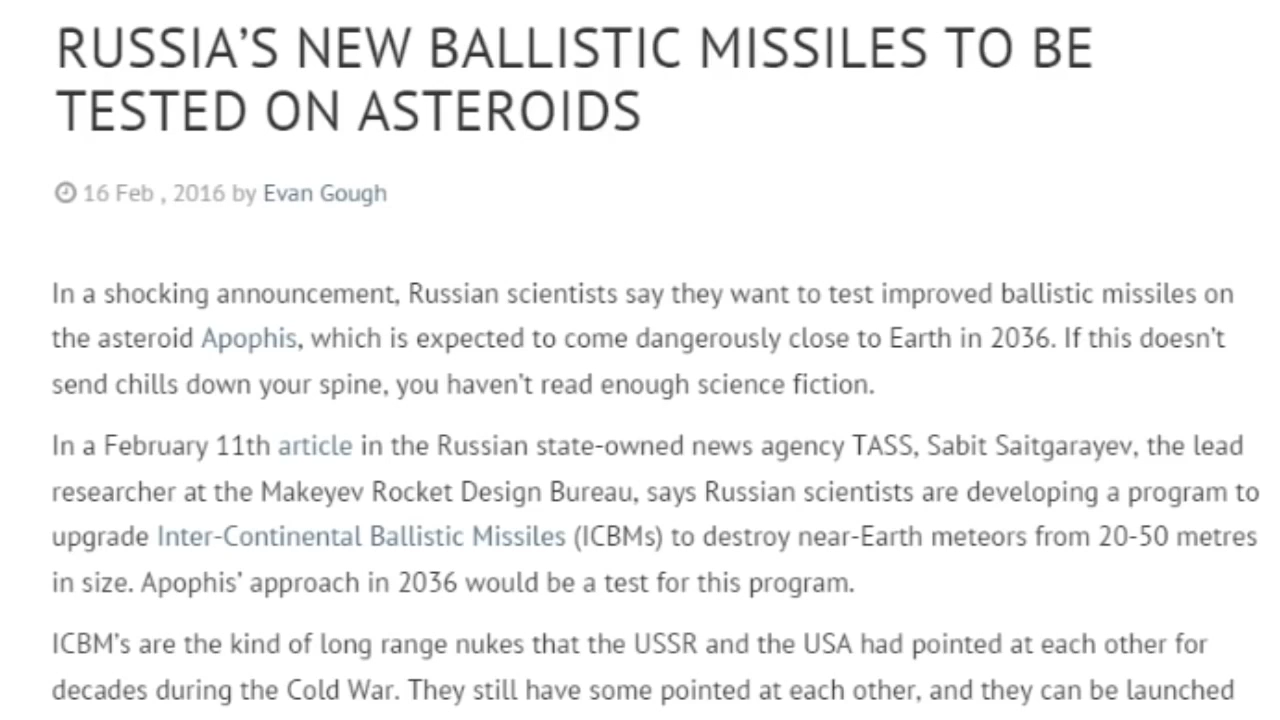 RUSSIA’S NEW BALLISTIC MISSILES TO BE
TESTED ON ASTEROIDS
16 Feb , 2016 by Evan Gough
In a shocking announcement, Russian scientists say they want to test improved ballistic missiles on
the asteroid Apophis, which is expected to come dangerously close to Earth in 2036. If this doesn’t
send chills down your spine, you haven’t read enough science fiction.
In a February 11th article in the Russian state-owned news agency TASS, Sabit Saitgarayev, the lead
researcher at the Makeyev Rocket Design Bureau, says Russian scientists are developing a program to
upgrade Inter-Continental Ballistic Missiles (ICBMs) to destroy near-Earth meteors from 20-50 metres
in size. Apophis’ approach in 2036 would be a test for this program.
ICBM’s are the kind of long range nukes that the USSR and the USA had pointed at each other for
decades during the Cold War. They still have some pointed at each other, and they can be launched